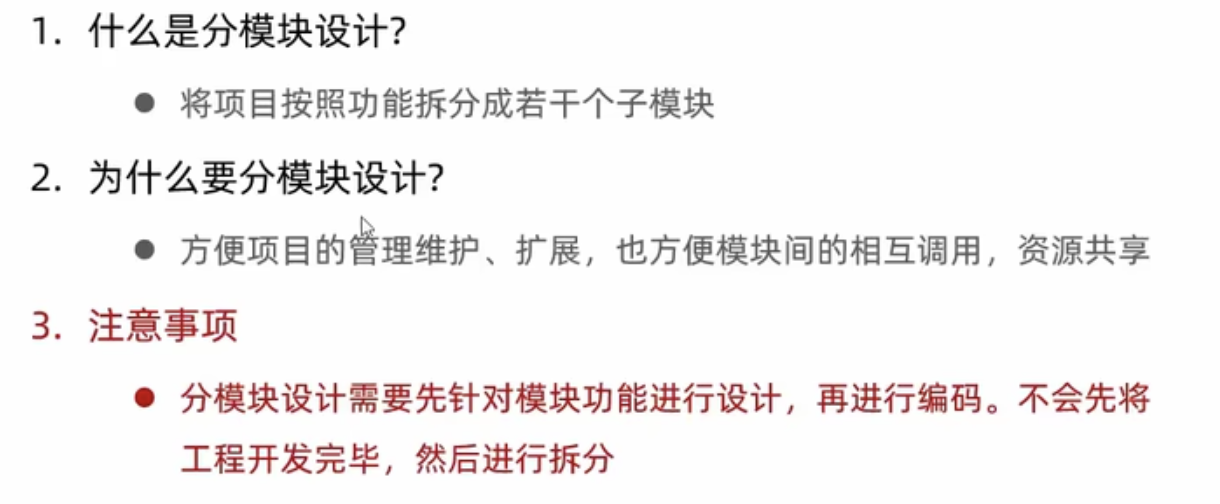 1. 什么是分模块设计?
● 将项目按照功能拆分成若干个子模块
2. 为什么要分模块设计?
● 方便项目的管理维护、扩展，也方便模块间的相互调用，资源共享
3. 注意事项
● 分模块设计需要先针对模块功能进行设计，再进行编码。不会先将
工程开发完毕，然后进行拆分